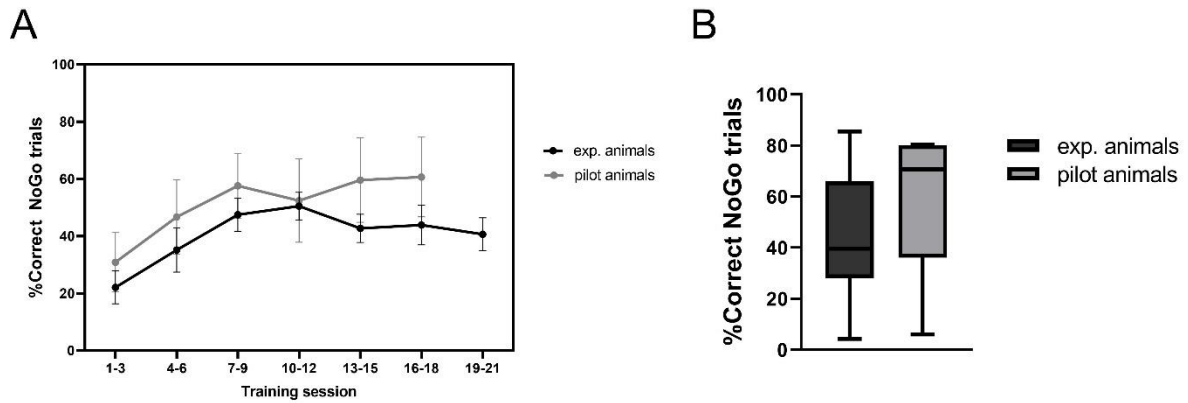 A
%Correct NoGo trials
100
80
60
40
20
0
1-3 4-6 7-9 10-12 13-15 16-18 19-21
Training session
exp. animals
pilot animals
B
%Correct NoGo trials
100
80
60
40
20
0
exp. animals
pilot animals